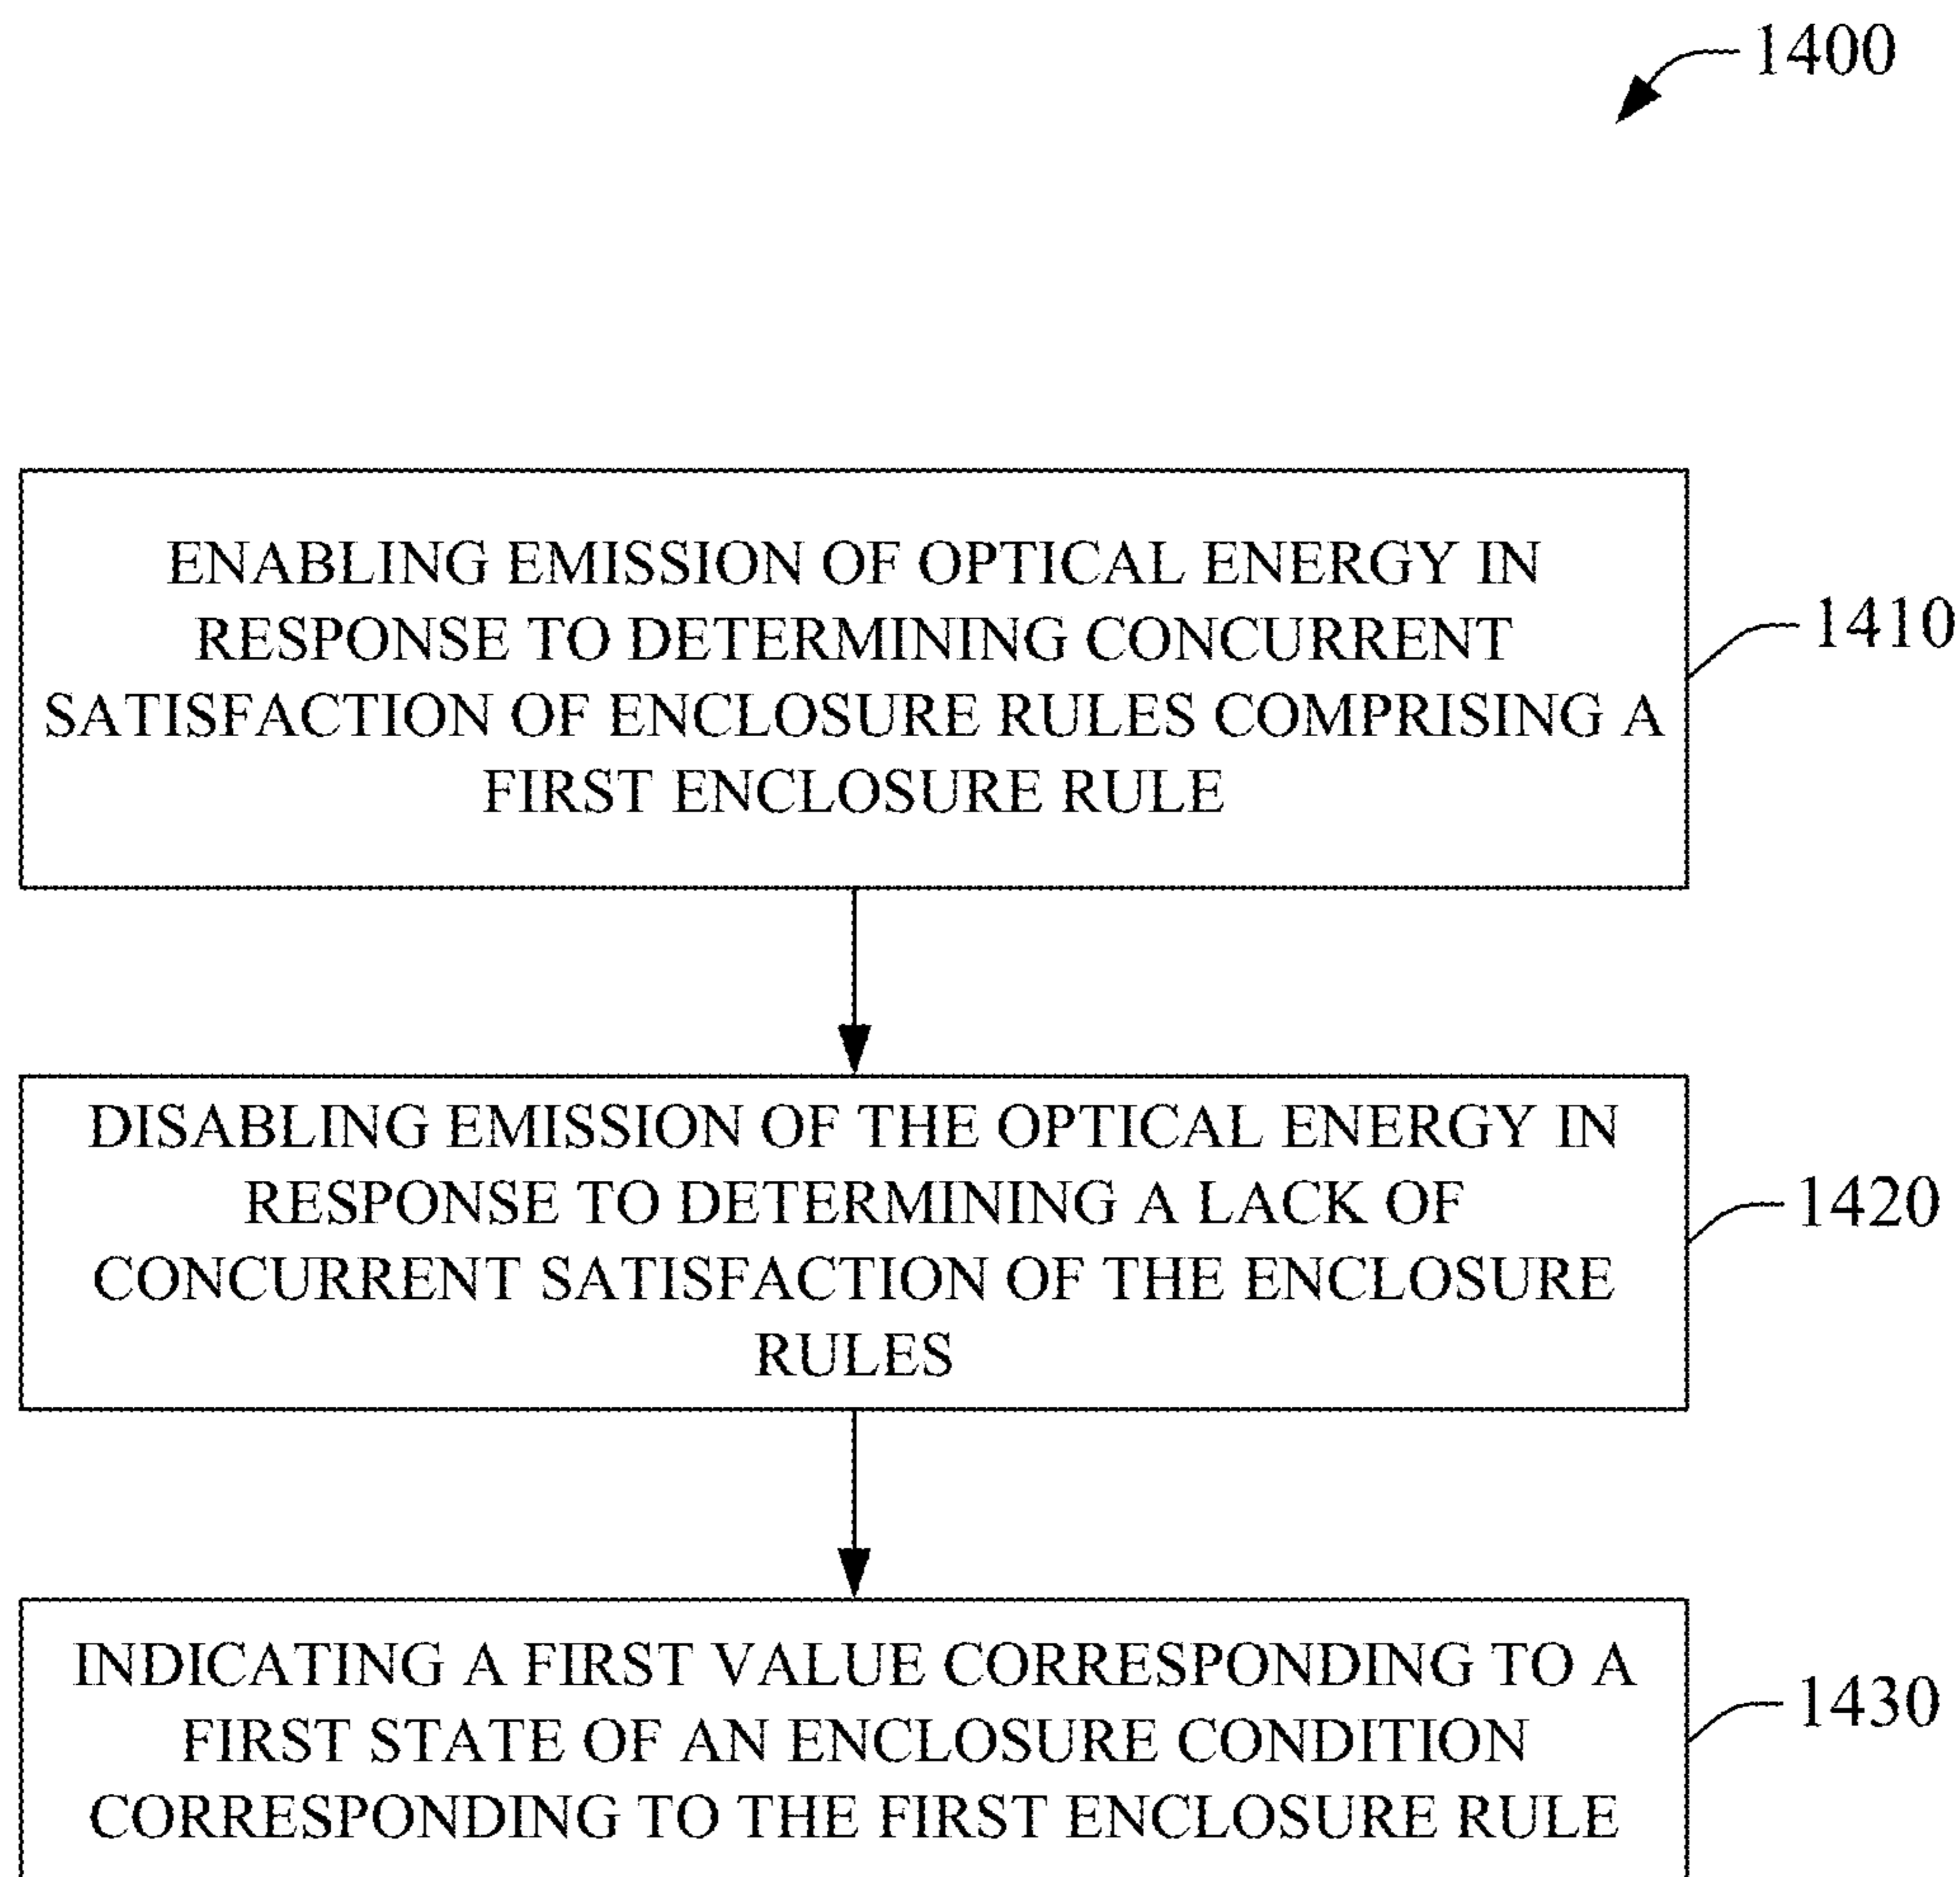 1400
ENABLING EMISSION OF OPTICAL ENERGY IN
RESPONSE TO DETERMINING CONCURRENT
SATISFACTION OF ENCLOSURE RULES COMPRISING A
FIRST ENCLOSURE RULE
1410
DISABLING EMISSION OF THE OPTICAL ENERGY IN
RESPONSE TO DETERMINING A LACK OF
CONCURRENT SATISFACTION OF THE ENCLOSURE
RULES
1420
INDICATING A FIRST VALUE CORRESPONDING TO A
FIRST STATE OF AN ENCLOSURE CONDITION
CORRESPONDING TO THE FIRST ENCLOSURE RULE
1430